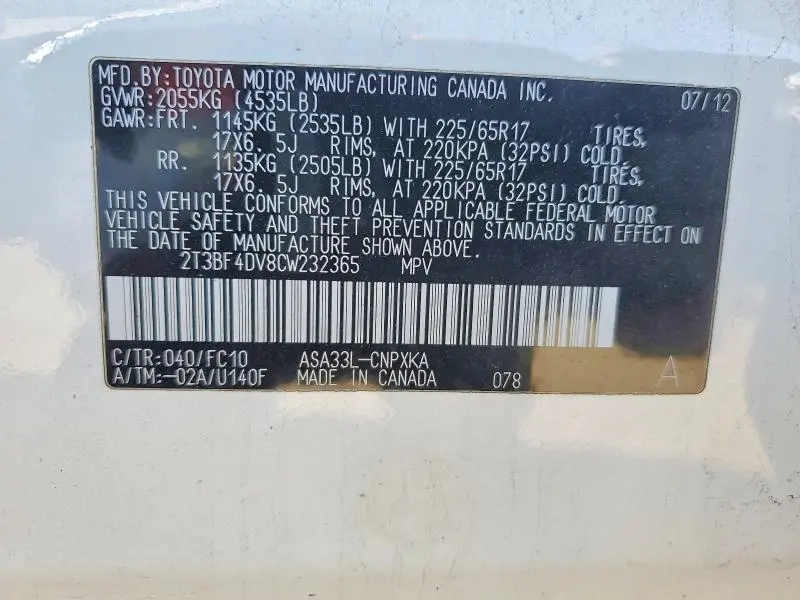 MFD.BY:TOYOTA MOTOR MANUFACTURING CANADA INC. 07/12
GVWR:2055KG (4535LB)
GAWR:FRT. 1145KG (2535LB) WITH 225/65R17 TIRES,
17X6.5J RIMS, AT 220KPA (32PSI) COLD.
RR. 1135KG (2505LB) WITH 225/65R17 TIRES,
17X6.5J RIMS, AT 220KPA (32PSI) COLD.
THIS VEHICLE CONFORMS TO ALL APPLICABLE FEDERAL MOTOR
VEHICLE SAFETY AND THEFT PREVENTION STANDARDS IN EFFECT ON
THE DATE OF MANUFACTURE SHOWN ABOVE.
2T3BF4DV8CW232365 MPV
C/TR:040/FC10 ASA33L-CNPXKA
A/TM:-02A/U140F MADE IN CANADA 078 A